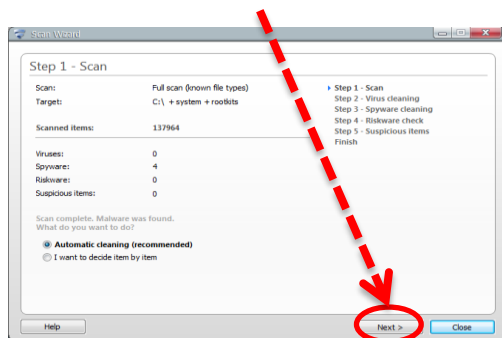 Scan Wizard
Step 1 - Scan
Scan: Full scan (known file types)
Target: C:\ + system + rootkits
Scanned items: 137964
Viruses: 0
Spyware: 4
Riskware: 0
Suspicious items: 0
Scan complete. Malware was found.
What do you want to do?
Automatic cleaning (recommended)
I want to decide item by item
Step 1 - Scan
Step 2 - Virus cleaning
Step 3 - Spyware cleaning
Step 4 - Riskware check
Step 5 - Suspicious items
Finish
Help
Next >
Close